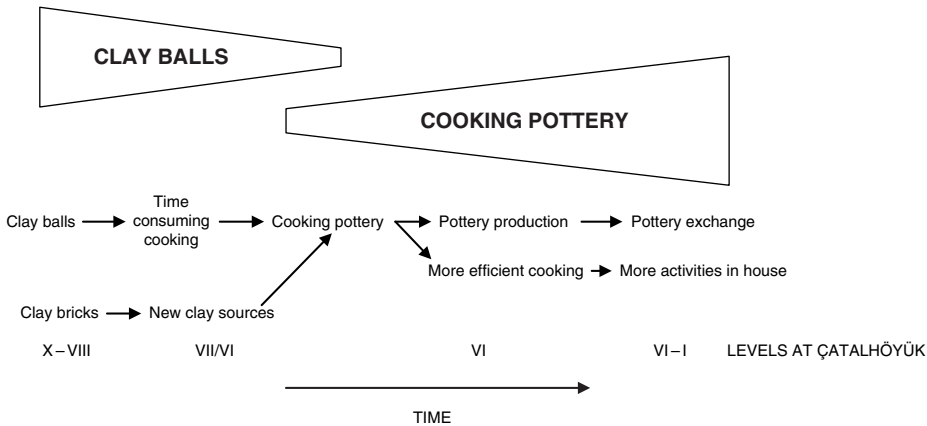 CLAY BALLS
COOKING POTTERY
Clay balls
Time
consuming
cooking
Cooking pottery
Pottery production
Pottery exchange
More efficient cooking
More activities in house
Clay bricks
New clay sources
X – VIII
VII/VI
VI
VI – I
LEVELS AT ÇATALHÖYÜK
TIME